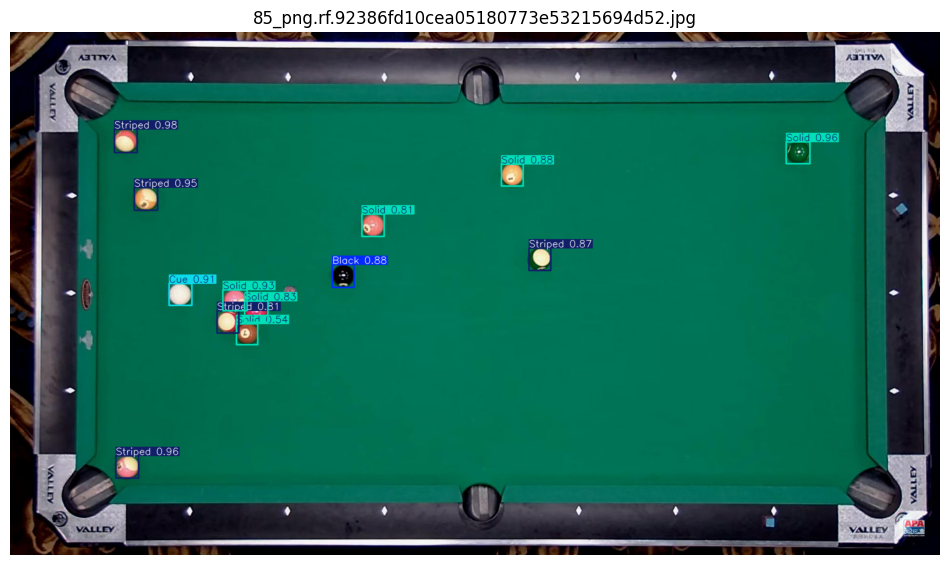 85_png.rf.92386fd10cea05180773e53215694d52.jpg
VALLEY
VALLEY
VALLEY
VALLEY
Striped 0.98
Solid 0.96
Solid 0.88
Striped 0.95
Solid 0.81
Striped 0.87
Black 0.88
Cue 0.91
Solid 0.93
Solid 0.83
Striped 0.81
Solid 0.54
Striped 0.96
VALLEY
VALLEY
VALLEY
VALLEY
APA